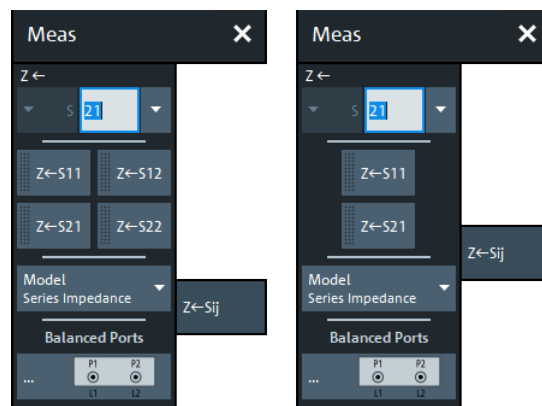 Meas
Z←
S 21
Z←S11 Z←S12
Z←S21 Z←S22
Model
Series Impedance
Z←Sij
Balanced Ports
... P1 P2
L1 L2
Meas
Z←
S 21
Z←S11
Z←S21
Z←Sij
Model
Series Impedance
Balanced Ports
... P1 P2
L1 L2